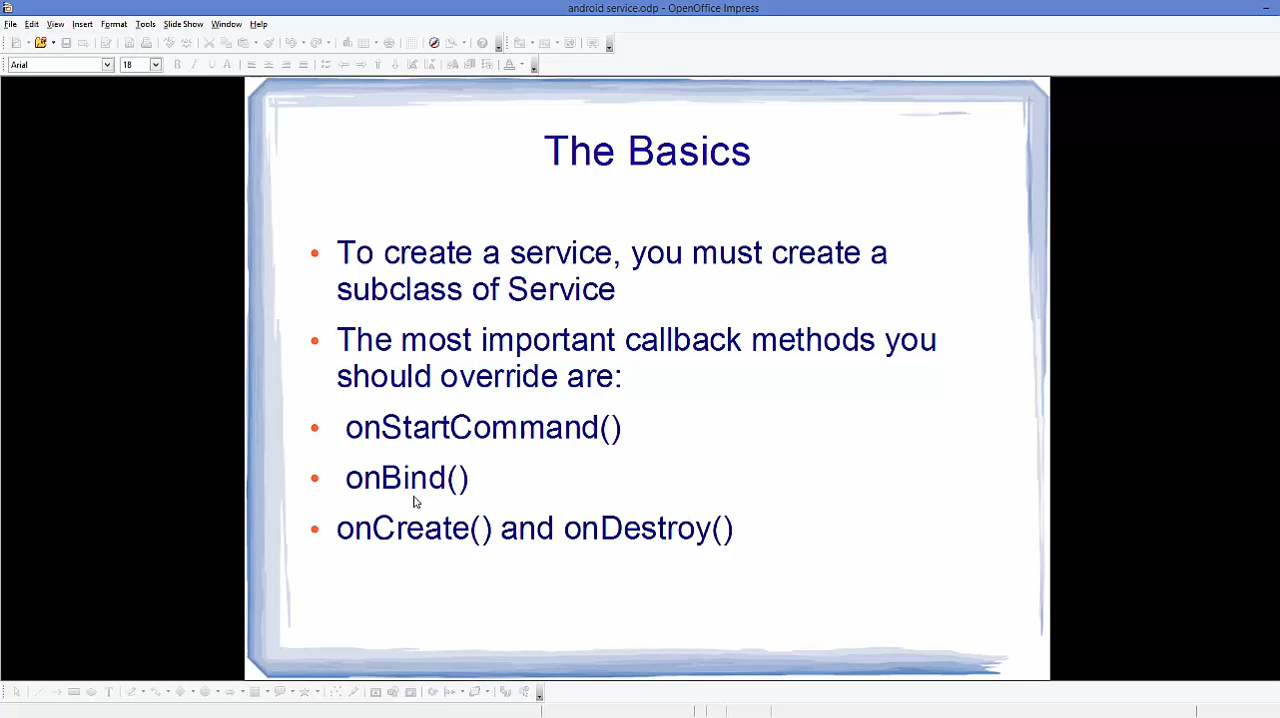 android service.odp - OpenOffice Impress
File Edit View Insert Format Tools Slide Show Window Help
Arial 18
The Basics
• To create a service, you must create a
subclass of Service
• The most important callback methods you
should override are:
• onStartCommand()
• onBind()
• onCreate() and onDestroy()